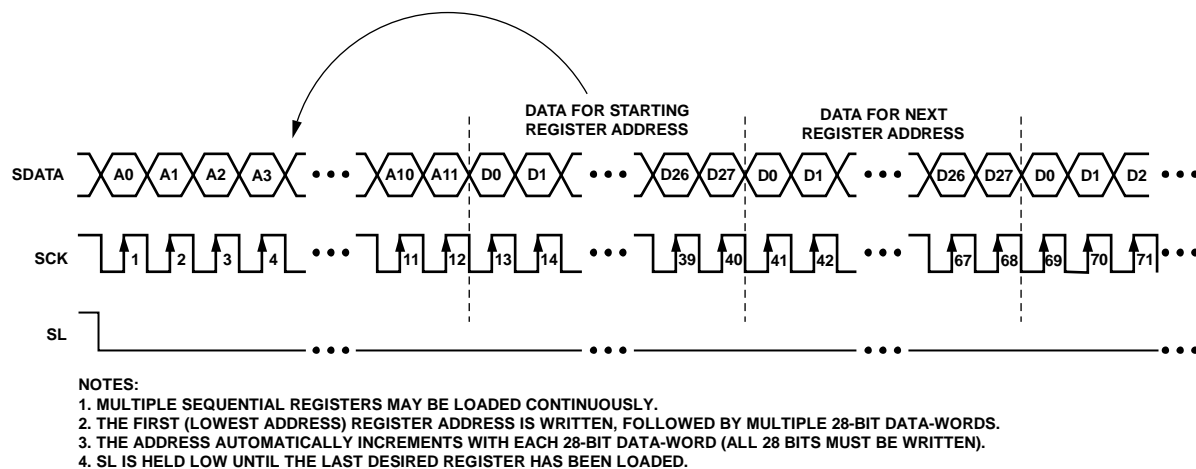 DATA FOR STARTING
REGISTER ADDRESS
DATA FOR NEXT
REGISTER ADDRESS
SDATA A0 A1 A2 A3 A10 A11 D0 D1 D26 D27 D0 D1 D26 D27 D0 D1 D2
SCK 1 2 3 4 11 12 13 14 39 40 41 42 67 68 69 70 71
SL
NOTES:
1. MULTIPLE SEQUENTIAL REGISTERS MAY BE LOADED CONTINUOUSLY.
2. THE FIRST (LOWEST ADDRESS) REGISTER ADDRESS IS WRITTEN, FOLLOWED BY MULTIPLE 28-BIT DATA-WORDS.
3. THE ADDRESS AUTOMATICALLY INCREMENTS WITH EACH 28-BIT DATA-WORD (ALL 28 BITS MUST BE WRITTEN).
4. SL IS HELD LOW UNTIL THE LAST DESIRED REGISTER HAS BEEN LOADED.